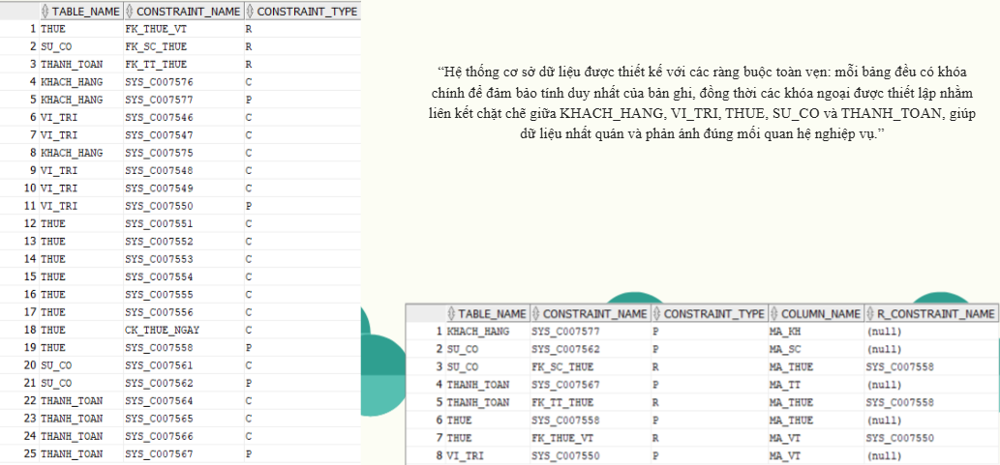 TABLE_NAME CONSTRAINT_NAME CONSTRAINT_TYPE
1 THUE FK_THUE_VT R
2 SU_CO FK_SC_THUE R
3 THANH_TOAN FK_TT_THUE R
4 KHACH_HANG SYS_C007576 C
5 KHACH_HANG SYS_C007577 P
6 VI_TRI SYS_C007546 C
7 VI_TRI SYS_C007547 C
8 KHACH_HANG SYS_C007575 C
9 VI_TRI SYS_C007548 C
10 VI_TRI SYS_C007549 C
11 VI_TRI SYS_C007550 P
12 THUE SYS_C007551 C
13 THUE SYS_C007552 C
14 THUE SYS_C007553 C
15 THUE SYS_C007554 C
16 THUE SYS_C007555 C
17 THUE SYS_C007556 C
18 THUE CK_THUE_NGAY C
19 THUE SYS_C007558 P
20 SU_CO SYS_C007561 C
21 SU_CO SYS_C007562 P
22 THANH_TOAN SYS_C007564 C
23 THANH_TOAN SYS_C007565 C
24 THANH_TOAN SYS_C007566 C
25 THANH_TOAN SYS_C007567 P
“Hệ thống cơ sở dữ liệu được thiết kế với các ràng buộc toàn vẹn: mỗi bảng đều có khóa
chính để đảm bảo tính duy nhất của bản ghi, đồng thời các khóa ngoại được thiết lập nhằm
liên kết chặt chẽ giữa KHACH_HANG, VI_TRI, THUE, SU_CO và THANH_TOAN, giúp
dữ liệu nhất quán và phản ánh đúng mối quan hệ nghiệp vụ.”
TABLE_NAME CONSTRAINT_NAME CONSTRAINT_TYPE COLUMN_NAME R_CONSTRAINT_NAME
1 KHACH_HANG SYS_C007577 P MA_KH (null)
2 SU_CO SYS_C007562 P MA_SC (null)
3 SU_CO FK_SC_THUE R MA_THUE SYS_C007558
4 THANH_TOAN SYS_C007567 P MA_TT (null)
5 THANH_TOAN FK_TT_THUE R MA_THUE SYS_C007558
6 THUE SYS_C007558 P MA_THUE (null)
7 THUE FK_THUE_VT R MA_VT SYS_C007550
8 VI_TRI SYS_C007550 P MA_VT (null)